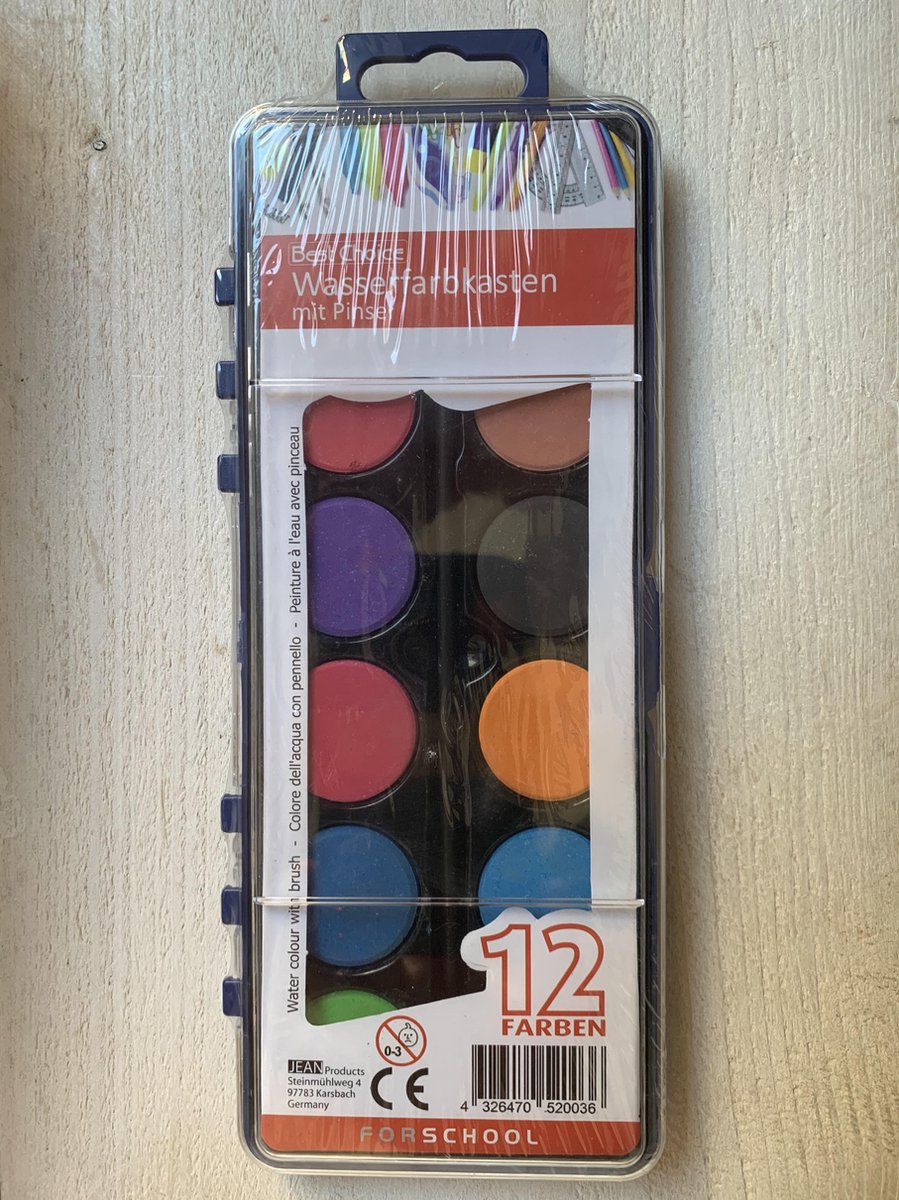 Best Choice
Wasserfarbkasten
mit Pinsel
Water colour with brush - Colore dell'acqua con pennello - Peinture à l'eau avec pinceau
12
FARBEN
0-3
JEAN Products
Steinmühlweg 4
97783 Karsbach
Germany
CE
4 326470 520036
FORSCHOOL